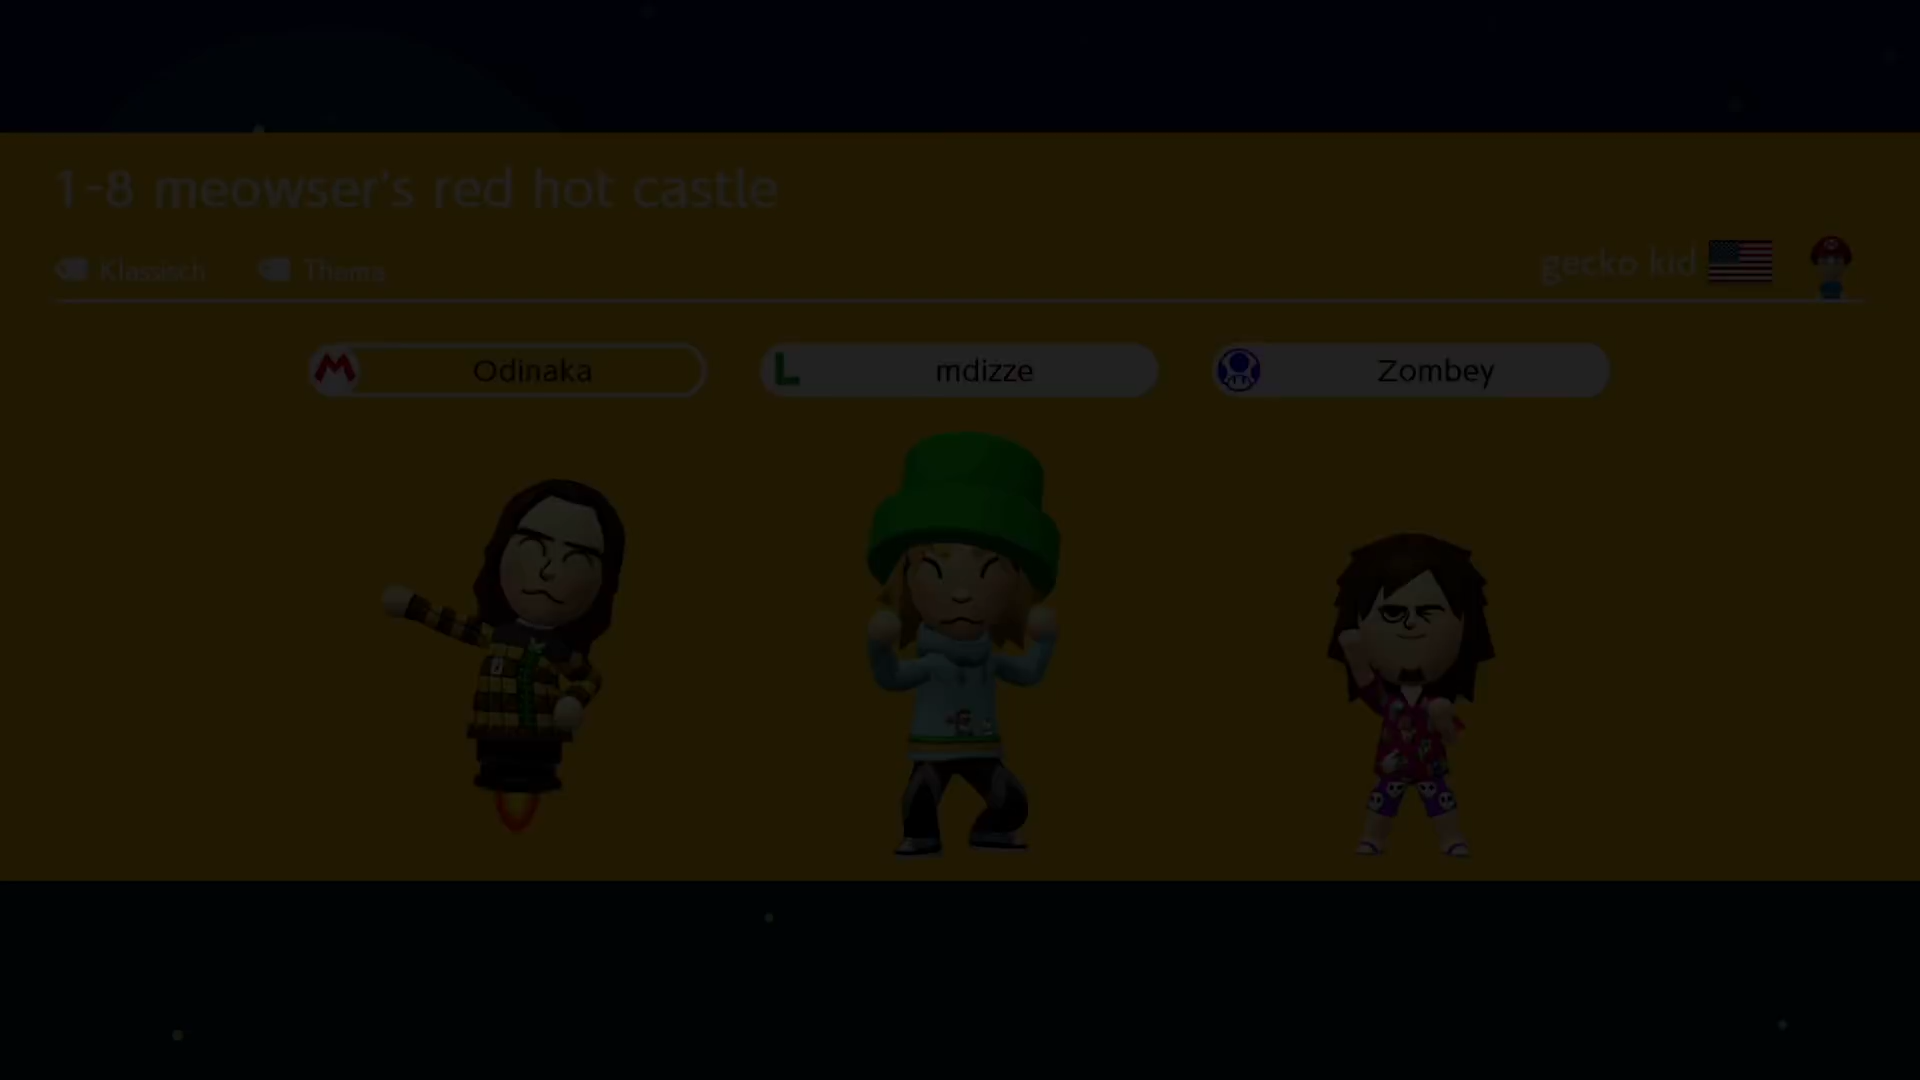 1-8 meowser's red hot castle
Klassisch Thema
gecko kid
Odinaka
mdizze
Zombey